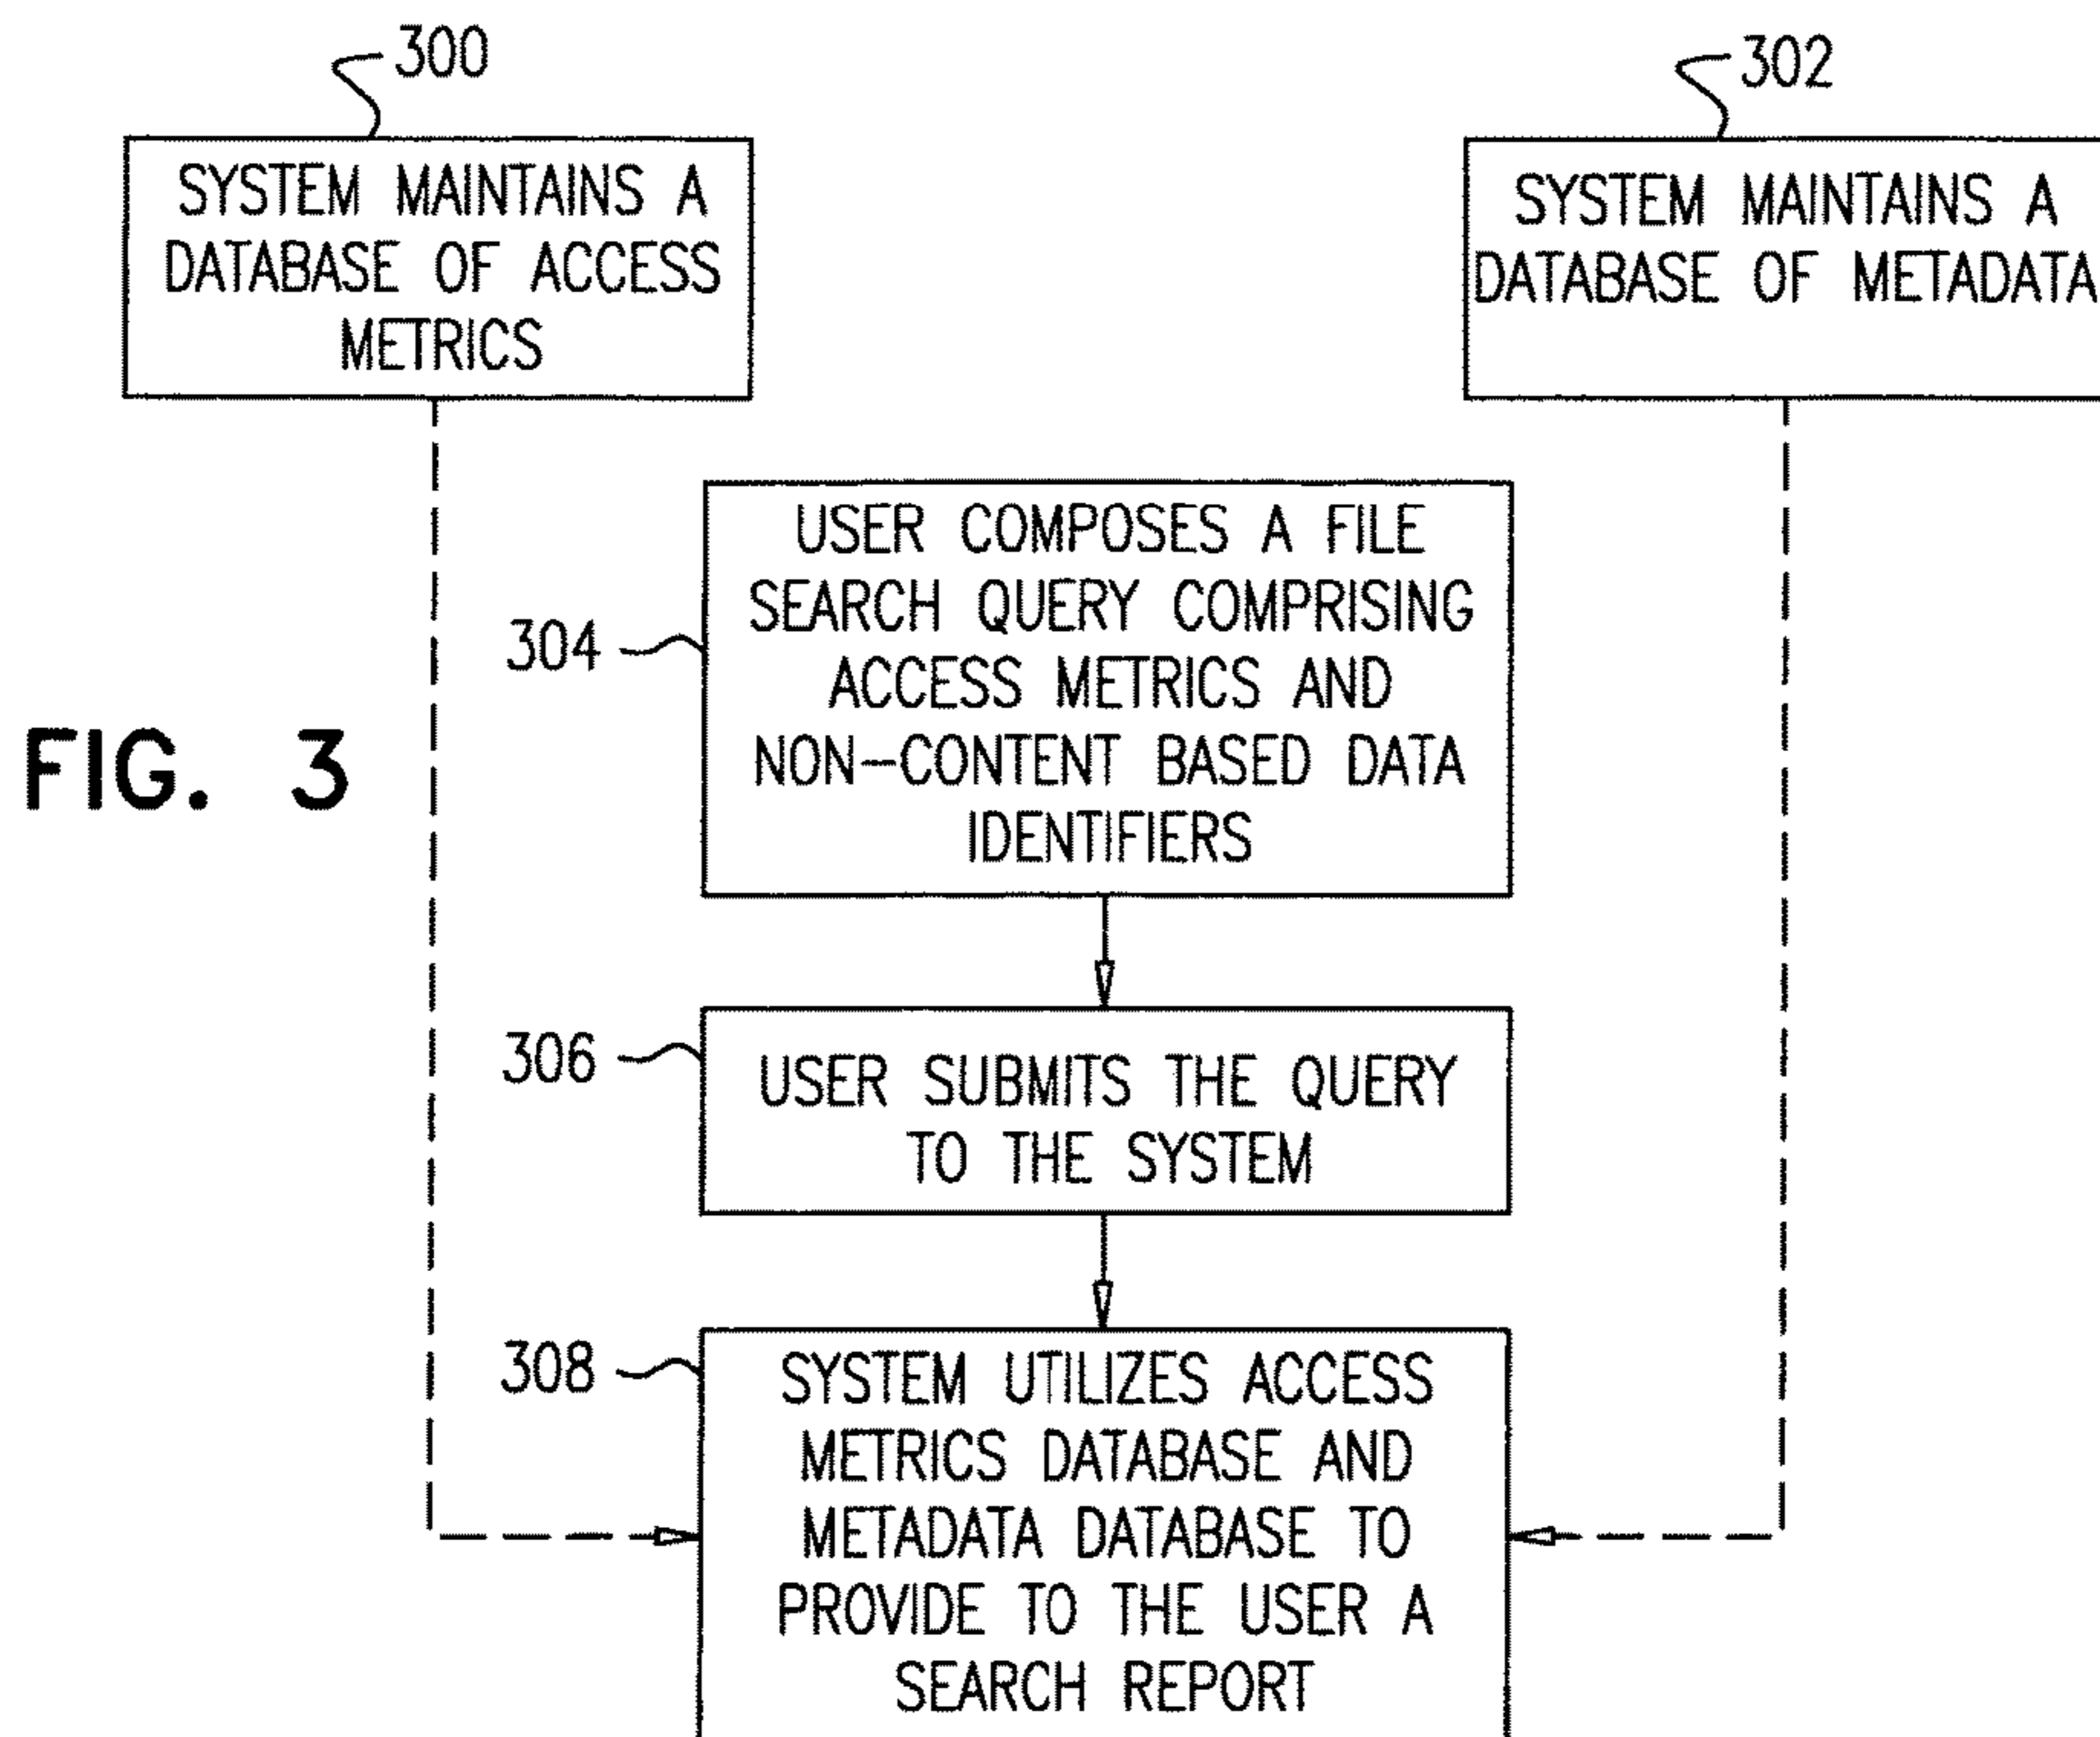 300
SYSTEM MAINTAINS A
DATABASE OF ACCESS
METRICS
302
SYSTEM MAINTAINS A
DATABASE OF METADATA
304
USER COMPOSES A FILE
SEARCH QUERY COMPRISING
ACCESS METRICS AND
NON-CONTENT BASED DATA
IDENTIFIERS
FIG. 3
306
USER SUBMITS THE QUERY
TO THE SYSTEM
308
SYSTEM UTILIZES ACCESS
METRICS DATABASE AND
METADATA DATABASE TO
PROVIDE TO THE USER A
SEARCH REPORT